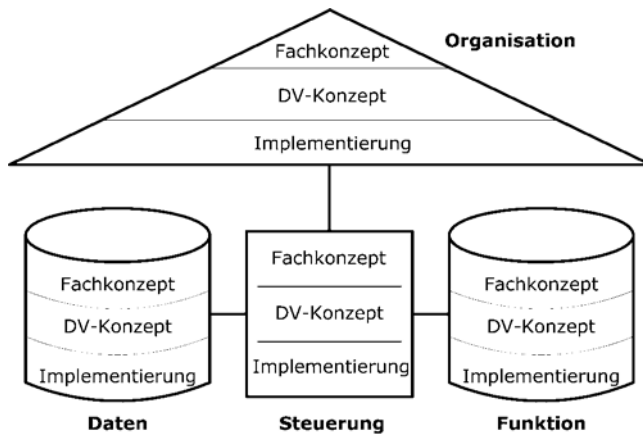 Fachkonzept
Organisation
DV-Konzept
Implementierung
Fachkonzept
DV-Konzept
Implementierung
Daten
Fachkonzept
DV-Konzept
Implementierung
Steuerung
Fachkonzept
DV-Konzept
Implementierung
Funktion